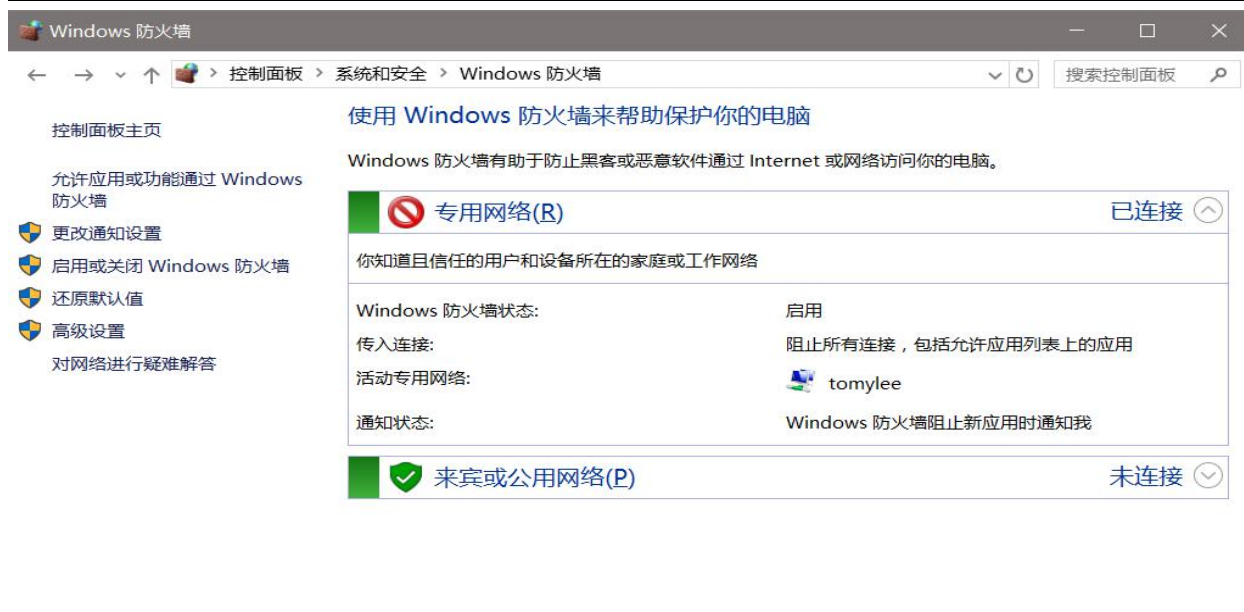 Windows 防火墙
控制面板 > 系统和安全 > Windows 防火墙
搜索控制面板
控制面板主页
允许应用或功能通过 Windows
防火墙
更改通知设置
启用或关闭 Windows 防火墙
还原默认值
高级设置
对网络进行疑难解答
使用 Windows 防火墙来帮助保护你的电脑
Windows 防火墙有助于防止黑客或恶意软件通过 Internet 或网络访问你的电脑。
专用网络(R) 已连接
你知道且信任的用户和设备所在的家庭或工作网络
Windows 防火墙状态: 启用
传入连接: 阻止所有连接，包括允许应用列表上的应用
活动专用网络: tomylee
通知状态: Windows 防火墙阻止新应用时通知我
来宾或公用网络(P) 未连接